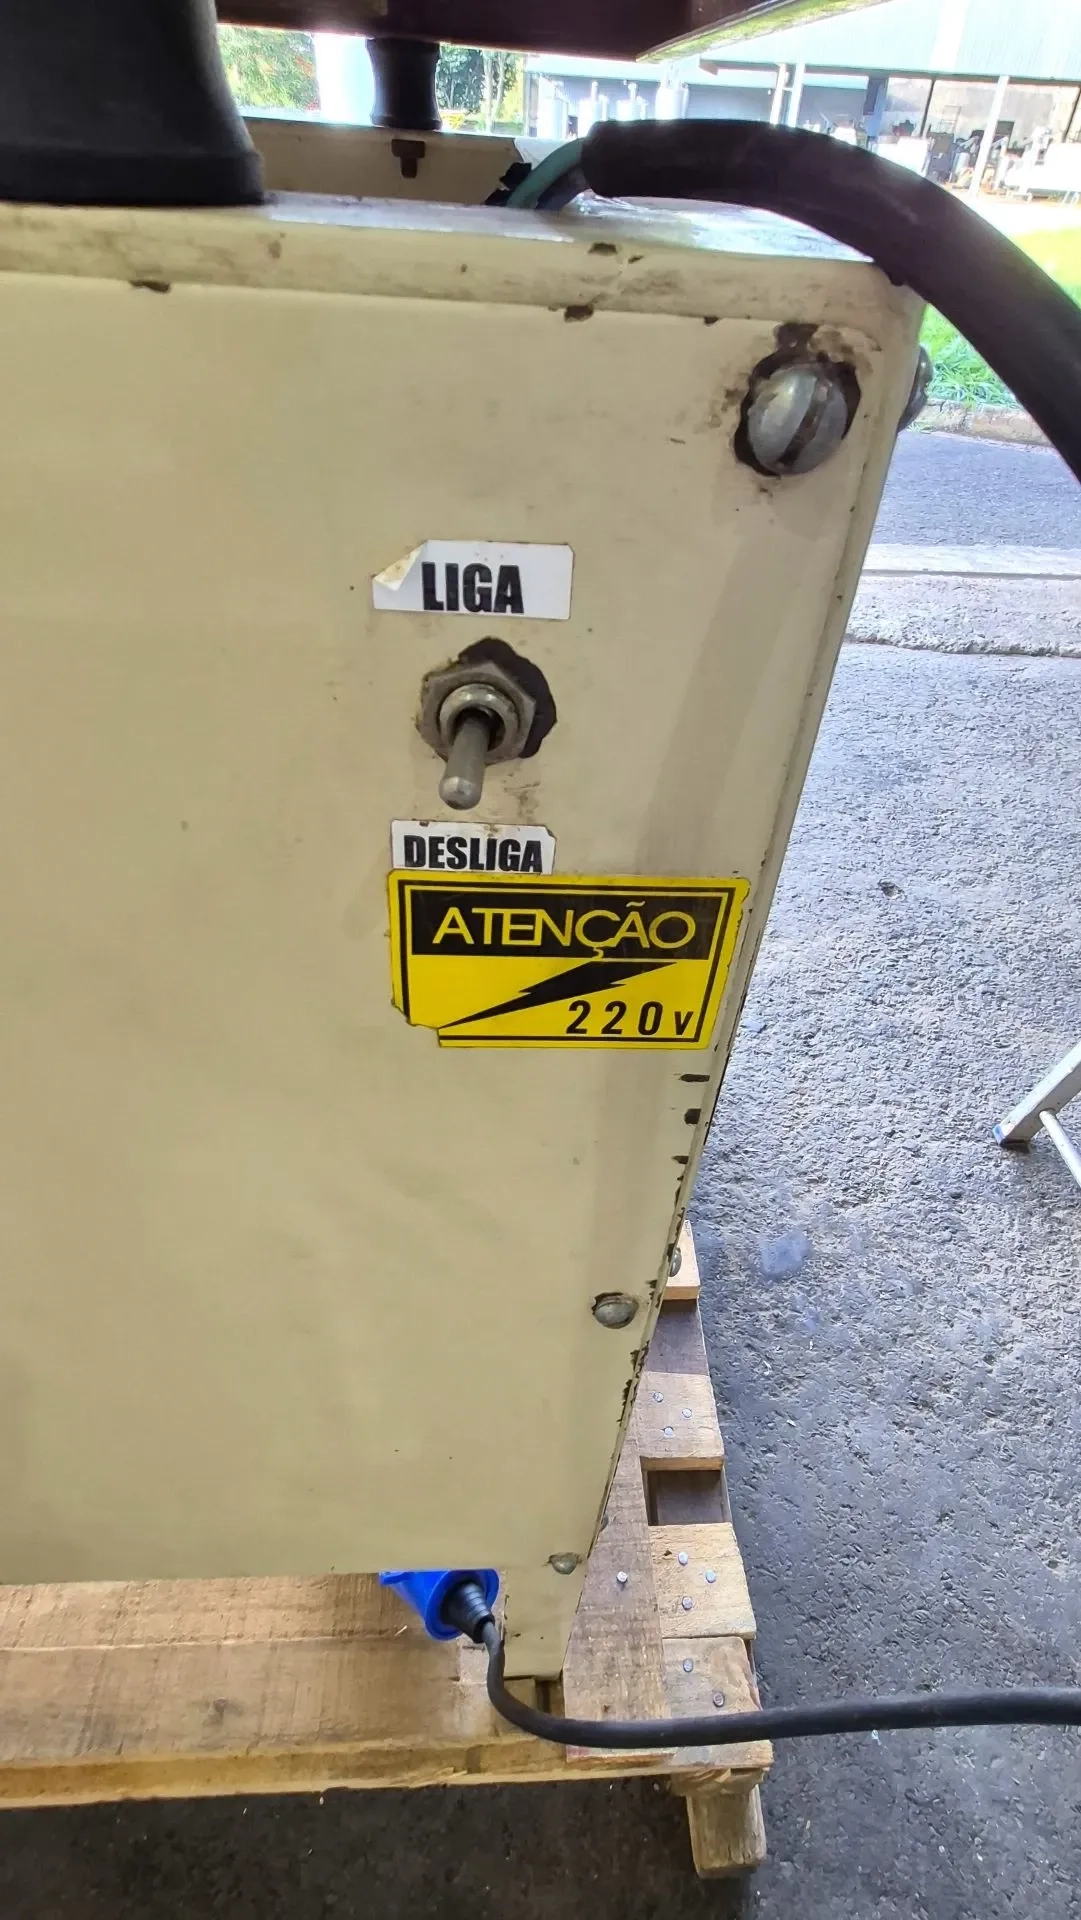 LIGA
DESLIGA
ATENÇÃO
220v